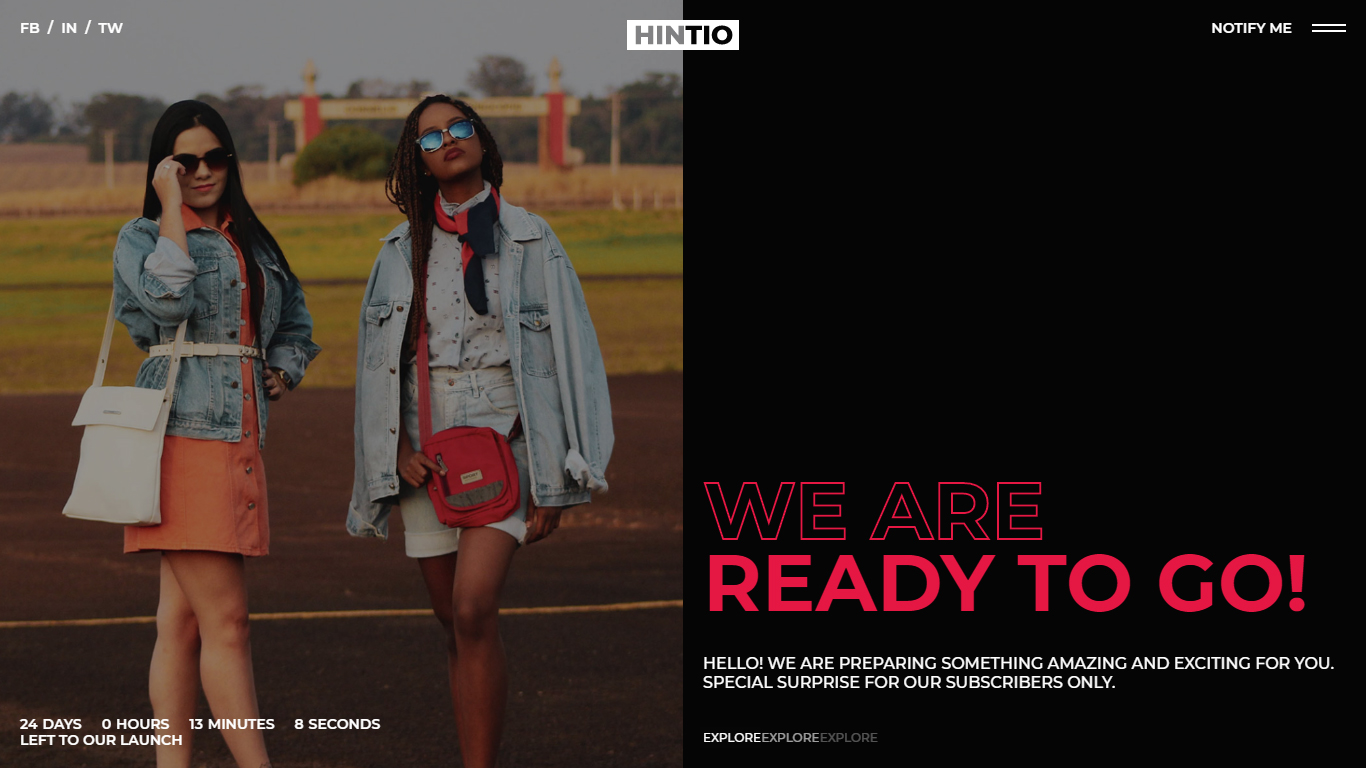 FB / IN / TW
HINTIO
NOTIFY ME
WE ARE
READY TO GO!
HELLO! WE ARE PREPARING SOMETHING AMAZING AND EXCITING FOR YOU.
SPECIAL SURPRISE FOR OUR SUBSCRIBERS ONLY.
24 DAYS 0 HOURS 13 MINUTES 8 SECONDS
LEFT TO OUR LAUNCH
EXPLOREEXPLOREEXPLORE